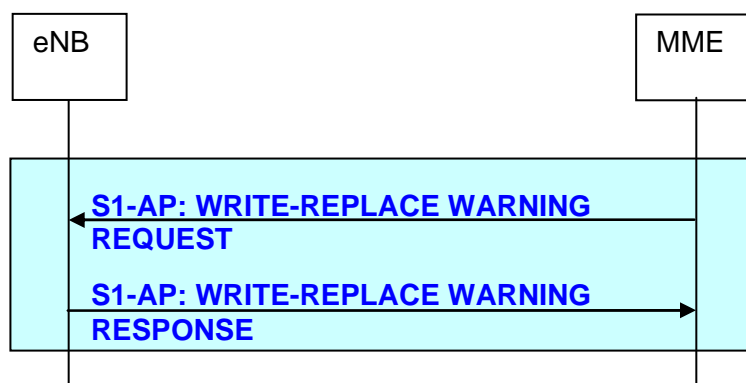 eNB
MME
S1-AP: WRITE-REPLACE WARNING
REQUEST
S1-AP: WRITE-REPLACE WARNING
RESPONSE